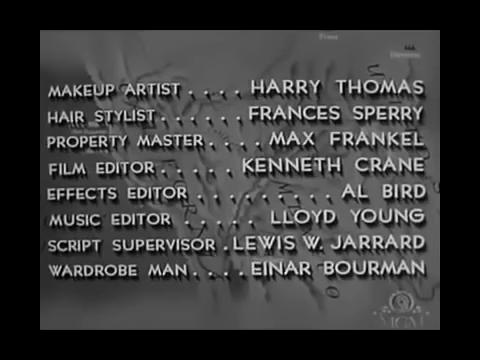 MAKEUP ARTIST . . . . HARRY THOMAS
HAIR STYLIST . . . . . . FRANCES SPERRY
PROPERTY MASTER . . . . MAX FRANKEL
FILM EDITOR . . . . . . KENNETH CRANE
EFFECTS EDITOR . . . . . . . . . AL BIRD
MUSIC EDITOR . . . . . LLOYD YOUNG
SCRIPT SUPERVISOR . LEWIS W. JARRARD
WARDROBE MAN . . . . EINAR BOURMAN
MGM